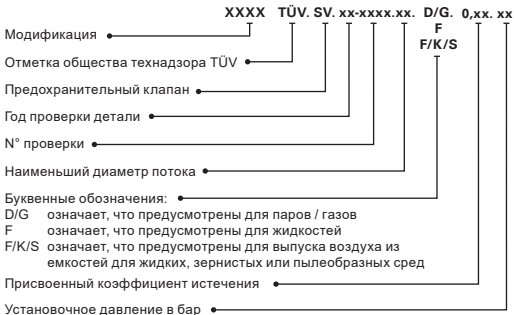 XXXX TÜV. SV. xx-xxxx.xx. D/G. 0,xx. xx
F
F/K/S
Модификация
Отметка общества технадзора TÜV
Предохранительный клапан
Год проверки детали
N° проверки
Наименьший диаметр потока
Буквенные обозначения:
D/G означает, что предусмотрены для паров / газов
F означает, что предусмотрены для жидкостей
F/K/S означает, что предусмотрены для выпуска воздуха из
емкостей для жидких, зернистых или пылеобразных сред
Присвоенный коэффициент истечения
Установочное давление в бар